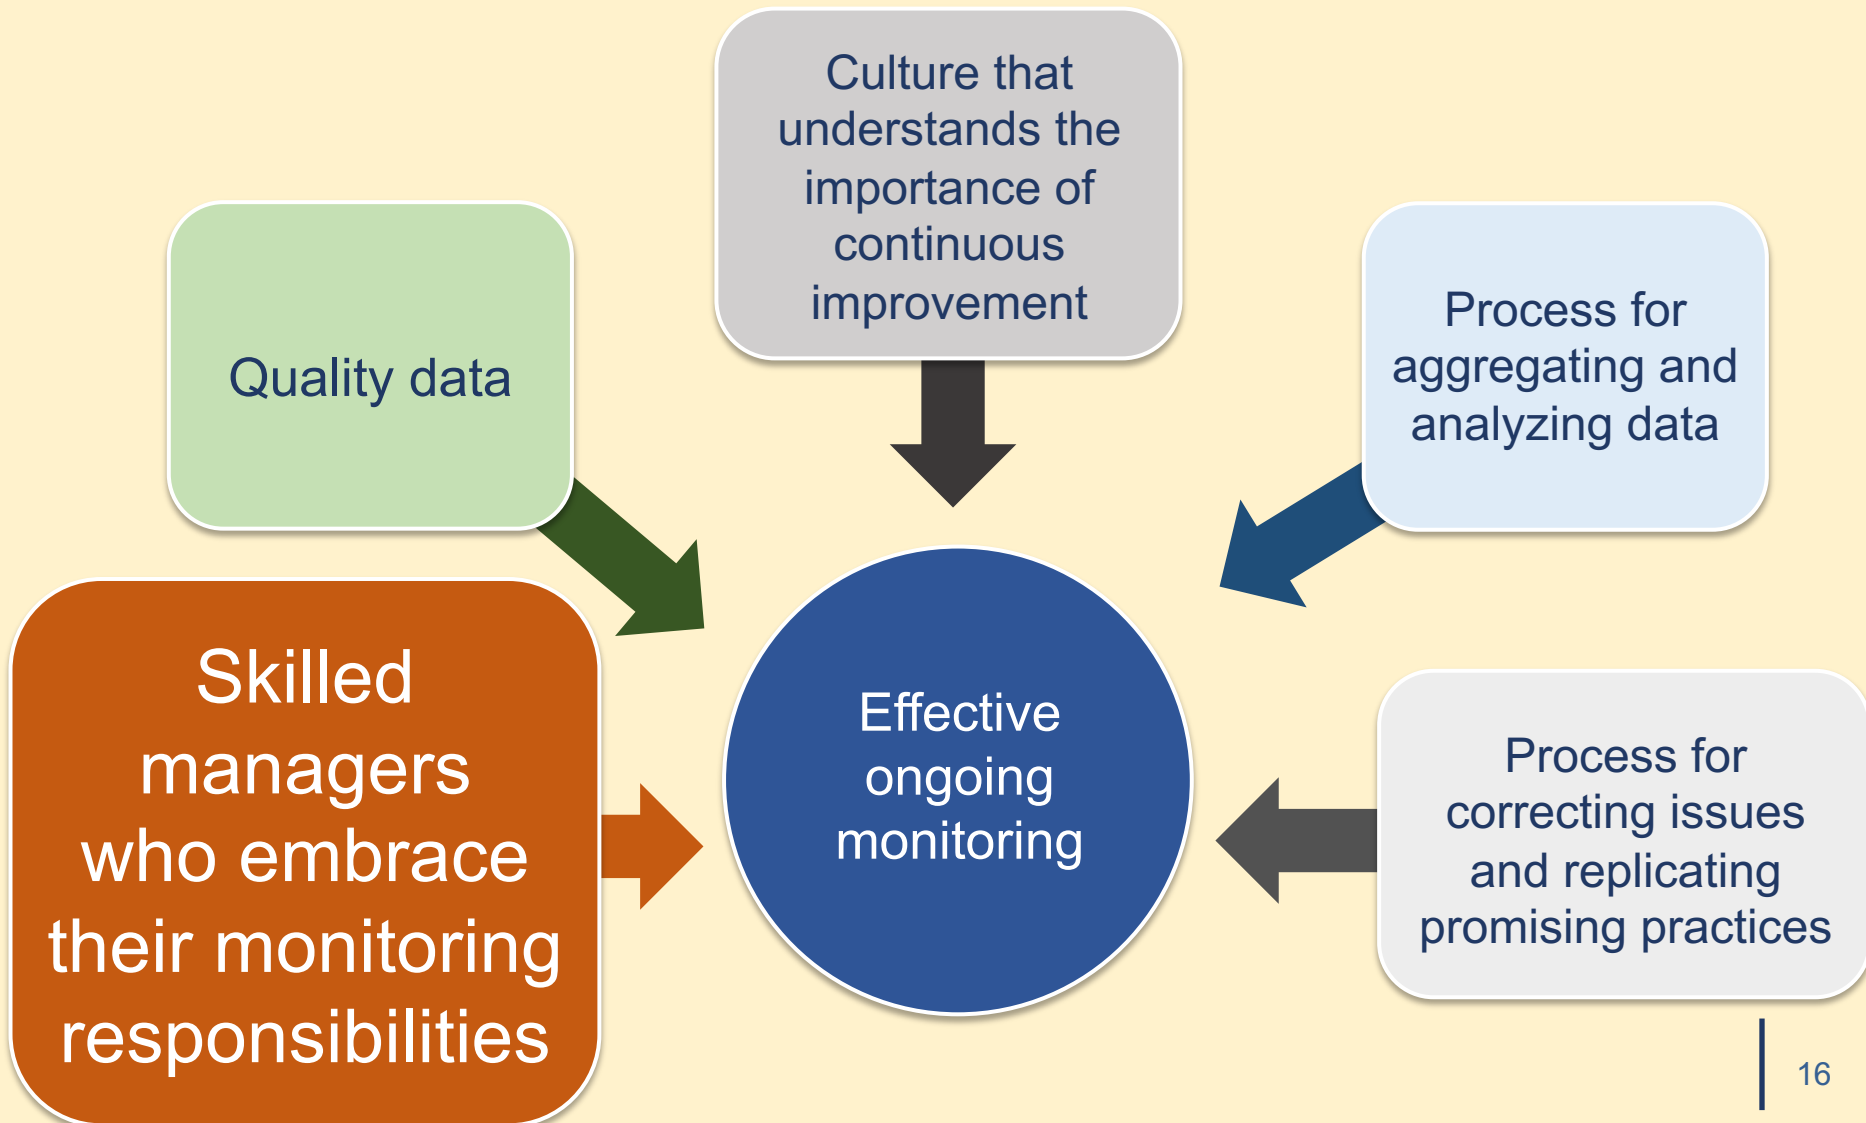 Culture that
understands the
importance of
continuous
improvement
Quality data
Process for
aggregating and
analyzing data
Skilled
managers
who embrace
their monitoring
responsibilities
Effective
ongoing
monitoring
Process for
correcting issues
and replicating
promising practices
16